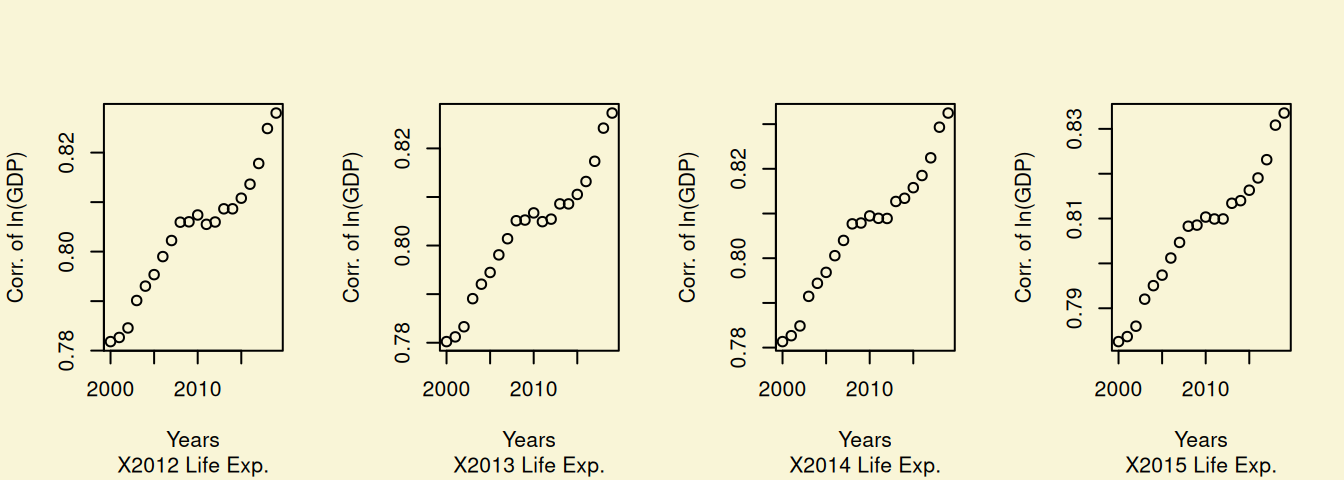 Corr. of ln(GDP)
0.78 0.80 0.82
2000 2010
Years
X2012 Life Exp.
Corr. of ln(GDP)
0.78 0.80 0.82
2000 2010
Years
X2013 Life Exp.
Corr. of ln(GDP)
0.78 0.80 0.82
2000 2010
Years
X2014 Life Exp.
Corr. of ln(GDP)
0.79 0.81 0.83
2000 2010
Years
X2015 Life Exp.